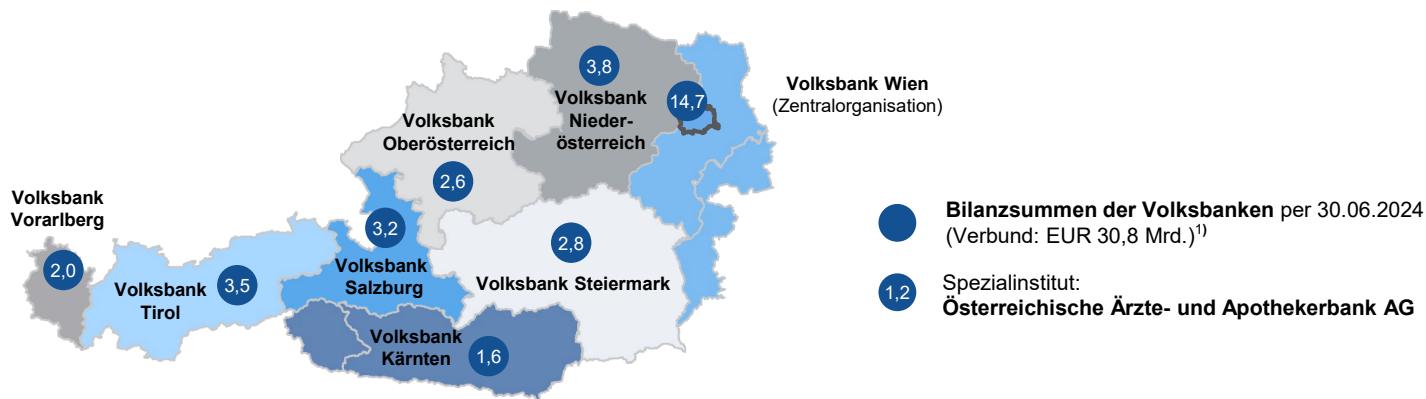 3,8
Volksbank
Nieder-
österreich
14,7
Volksbank Wien
(Zentralorganisation)
Volksbank
Oberösterreich
2,6
Volksbank
Vorarlberg
2,0
Volksbank
Tirol
3,5
3,2
Volksbank
Salzburg
2,8
Volksbank Steiermark
Volksbank
Kärnten
1,6
Bilanzsummen der Volksbanken per 30.06.2024
(Verbund: EUR 30,8 Mrd.)1)
1,2
Spezialinstitut:
Österreichische Ärzte- und Apothekerbank AG